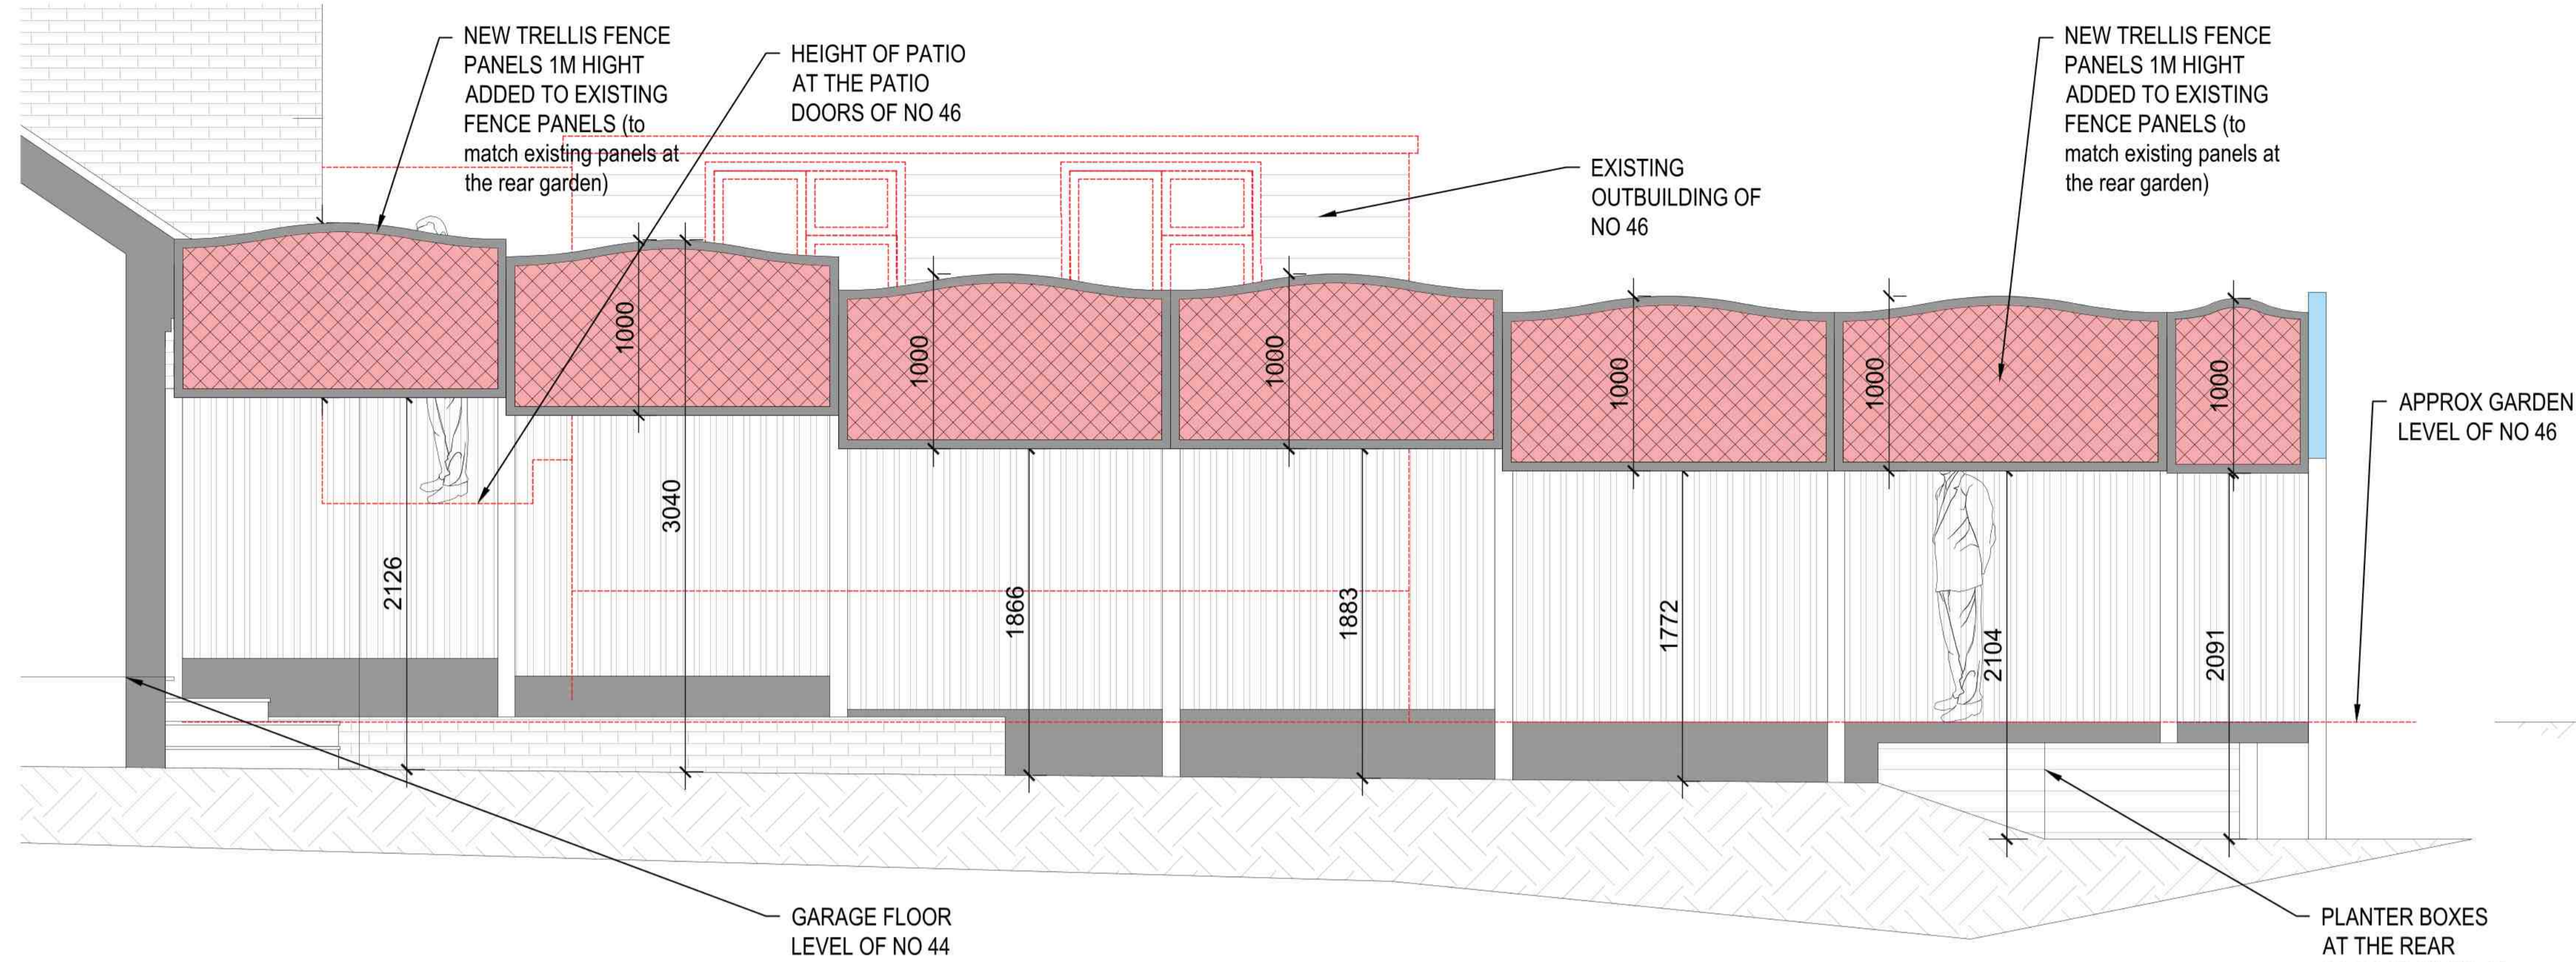 NEW TRELLIS FENCE
PANELS 1M HIGHT
ADDED TO EXISTING
FENCE PANELS (to
match existing panels at
the rear garden)
HEIGHT OF PATIO
AT THE PATIO
DOORS OF NO 46
EXISTING
OUTBUILDING OF
NO 46
NEW TRELLIS FENCE
PANELS 1M HIGHT
ADDED TO EXISTING
FENCE PANELS (to
match existing panels at
the rear garden)
APPROX GARDEN
LEVEL OF NO 46
1000
1000
1000
1000
1000
1000
2126
3040
1866
1883
1772
2104
2091
GARAGE FLOOR
LEVEL OF NO 44
PLANTER BOXES
AT THE REAR